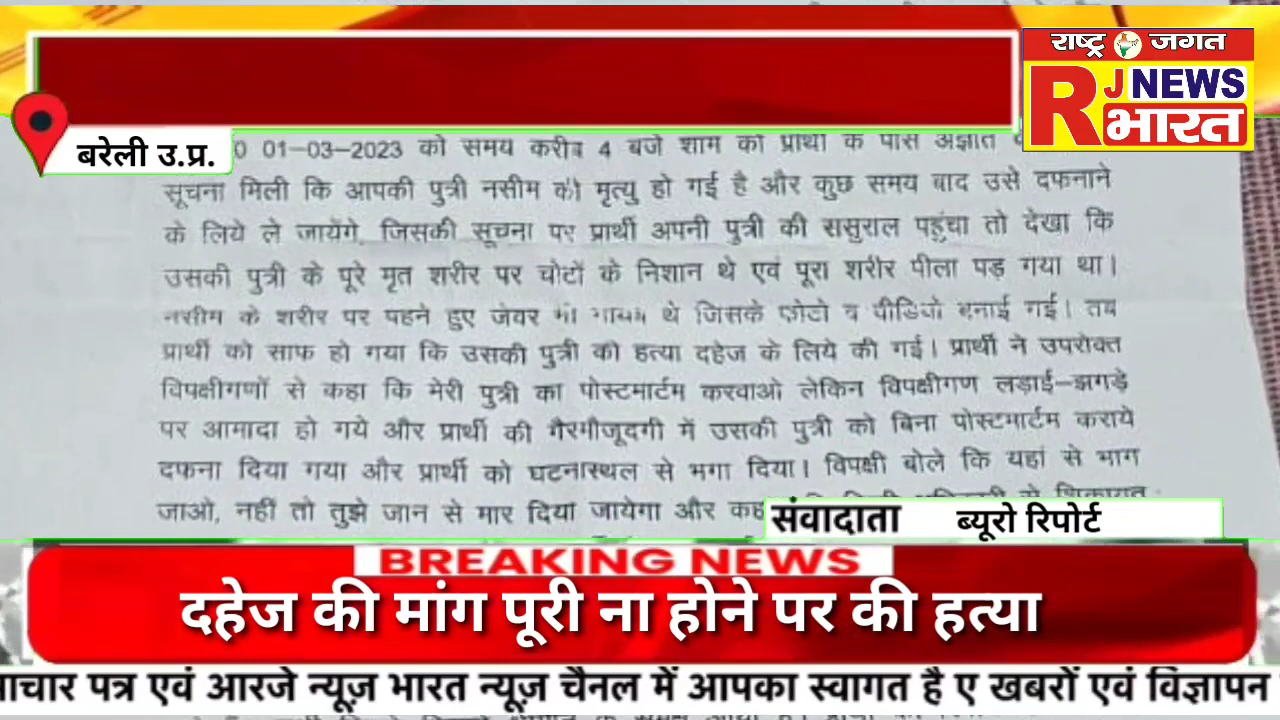 राष्ट्र जगत
RJ NEWS
भारत
बरेली उ.प्र.
0 01-03-2023 को समय करीब 4 बजे शाम को प्रार्थी के पास अज्ञात
सूचना मिली कि आपकी पुत्री नसीम की मृत्यु हो गई है और कुछ समय बाद उसे दफनाने
के लिये ले जायेंगे, जिसकी सूचना पर प्रार्थी अपनी पुत्री की ससुराल पहुंचा तो देखा कि
उसकी पुत्री के पूरे मृत शरीर पर चोटों के निशान थे एवं पूरा शरीर पीला पड़ गया था।
नसीम के शरीर पर पहने हुए जेवर भी गायब थे जिसके फोटो व वीडियो बनाई गई। तब
प्रार्थी को साफ हो गया कि उसकी पुत्री की हत्या दहेज के लिये की गई। प्रार्थी ने उपरोक्त
विपक्षीगणों से कहा कि मेरी पुत्री का पोस्टमार्टम करवाओ लेकिन विपक्षीगण लड़ाई-झगड़े
पर आमादा हो गये और प्रार्थी की गैरमौजूदगी में उसकी पुत्री को बिना पोस्टमार्टम कराये
दफना दिया गया और प्रार्थी को घटनास्थल से भगा दिया। विपक्षी बोले कि यहां से भाग
जाओ, नहीं तो तुझे जान से मार दिया जायेगा और कह
संवादाता ब्यूरो रिपोर्ट
BREAKING NEWS
दहेज की मांग पूरी ना होने पर की हत्या
ाचार पत्र एवं आरजे न्यूज़ भारत न्यूज़ चैनल में आपका स्वागत है ए खबरों एवं विज्ञापन